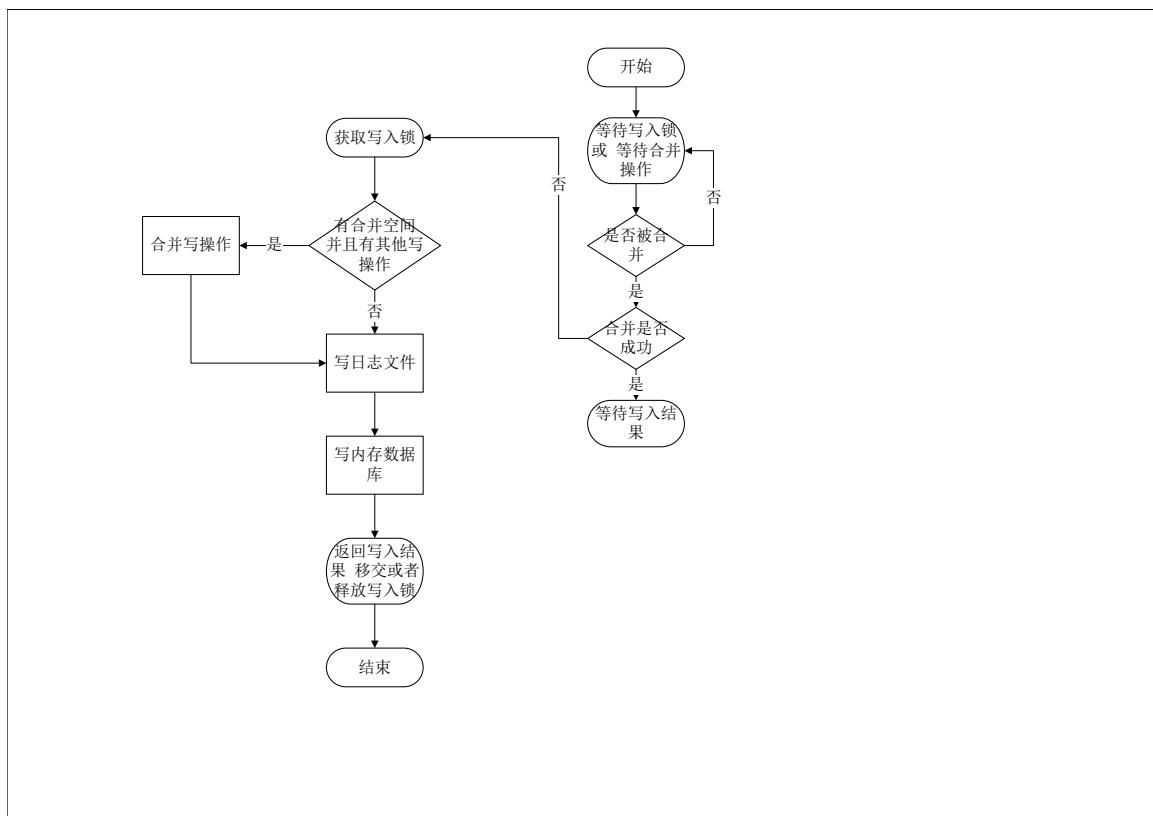 开始
等待写入锁
或 等待合并
操作
否
是否被合
并
是
合并是否
成功
是
等待写入结
果
否
获取写入锁
有合并空间
并且有其他写
操作
是
合并写操作
否
写日志文件
写内存数据
库
返回写入结
果 移交或者
释放写入锁
结束